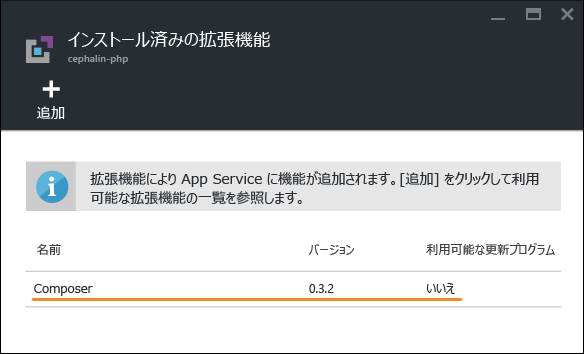 インストール済みの拡張機能
cephalin-php
追加
拡張機能により App Service に機能が追加されます。[追加] をクリックして利用
可能な拡張機能の一覧を参照します。
名前 バージョン 利用可能な更新プログラム
Composer 0.3.2 いいえ